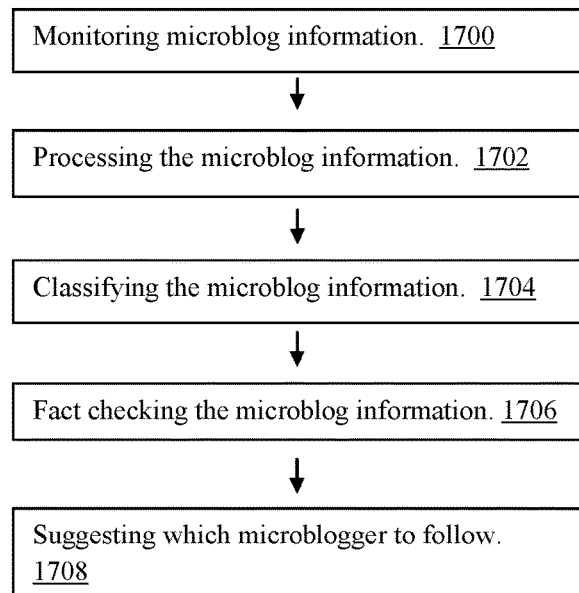 Monitoring microblog information. 1700
Processing the microblog information. 1702
Classifying the microblog information. 1704
Fact checking the microblog information. 1706
Suggesting which microblogger to follow.
1708